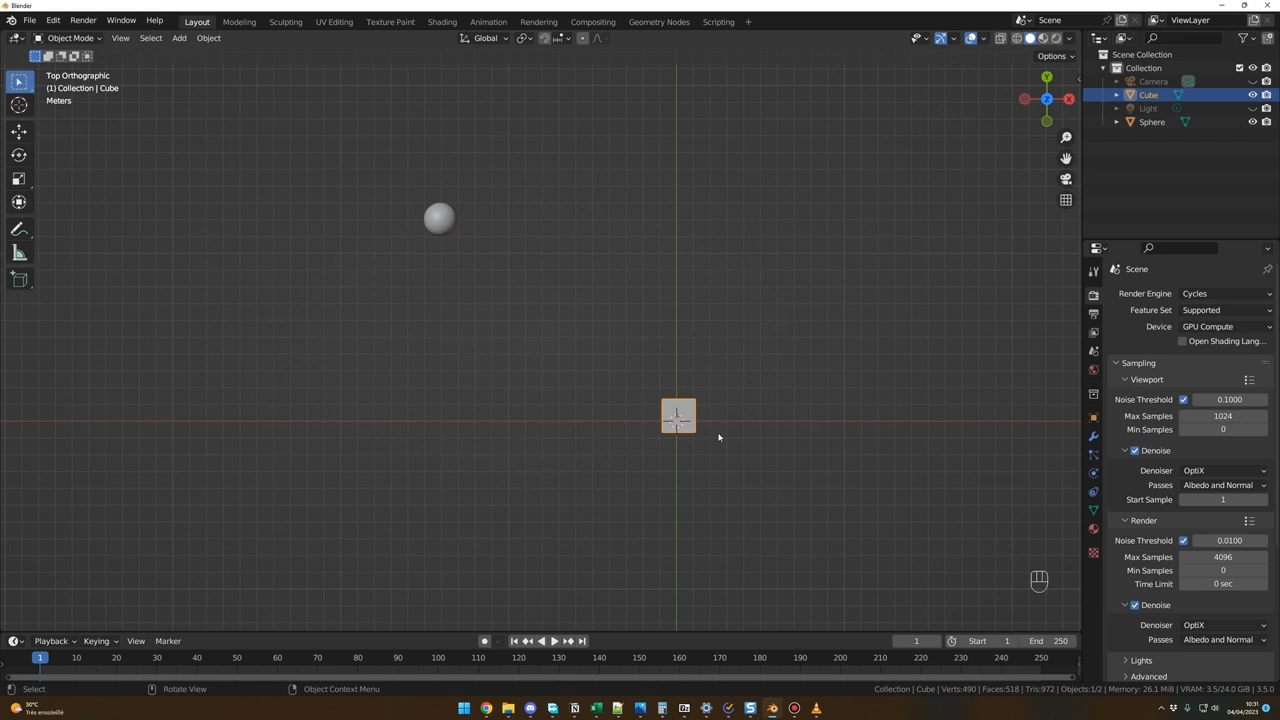 Blender
File Edit Render Window Help Layout Modeling Sculpting UV Editing Texture Paint Shading Animation Rendering Compositing Geometry Nodes Scripting Scene ViewLayer
Object Mode View Select Add Object Global
Options
Top Orthographic
(1) Collection | Cube
Meters
Y
Z
X
Scene Collection
Collection
Camera
Cube
Light
Sphere
Scene
Render Engine Cycles
Feature Set Supported
Device GPU Compute
Open Shading Lang...
Sampling
Viewport
Noise Threshold 0.1000
Max Samples 1024
Min Samples 0
Denoise
Denoiser OptiX
Passes Albedo and Normal
Start Sample 1
Render
Noise Threshold 0.0100
Max Samples 4096
Min Samples 0
Time Limit 0 sec
Denoise
Denoiser OptiX
Passes Albedo and Normal
Lights
Advanced
Playback Keying View Marker 1 Start 1 End 250
1 10 20 30 40 50 60 70 80 90 100 110 120 130 140 150 160 170 180 190 200 210 220 230 240 250
Select Rotate View Object Context Menu Collection | Cube | Verts:490 | Faces:518 | Tris:972 | Objects:1/2 | Memory: 26.1 MiB | VRAM: 3.5/24.0 GiB | 3.5.0
30°C
Très ensoleillé
10:31
04/04/2023